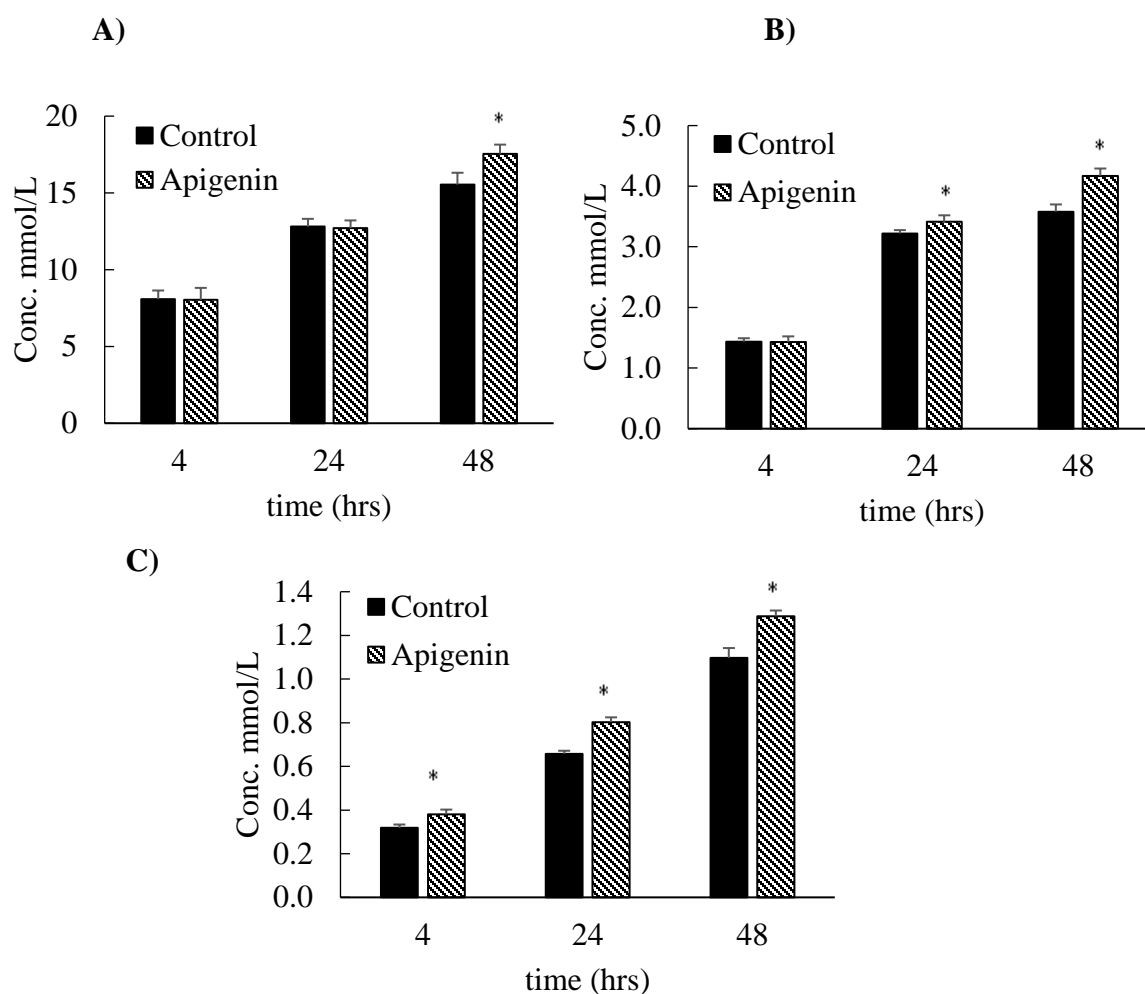 A)
20
15
10
5
0
Conc. mmol/L
Control
Apigenin
*
4 24 48
time (hrs)
B)
5.0
4.0
3.0
2.0
1.0
0.0
Conc. mmol/L
Control
Apigenin
*
*
4 24 48
time (hrs)
C)
1.4
1.2
1.0
0.8
0.6
0.4
0.2
0.0
Conc. mmol/L
Control
Apigenin
*
*
*
4 24 48
time (hrs)